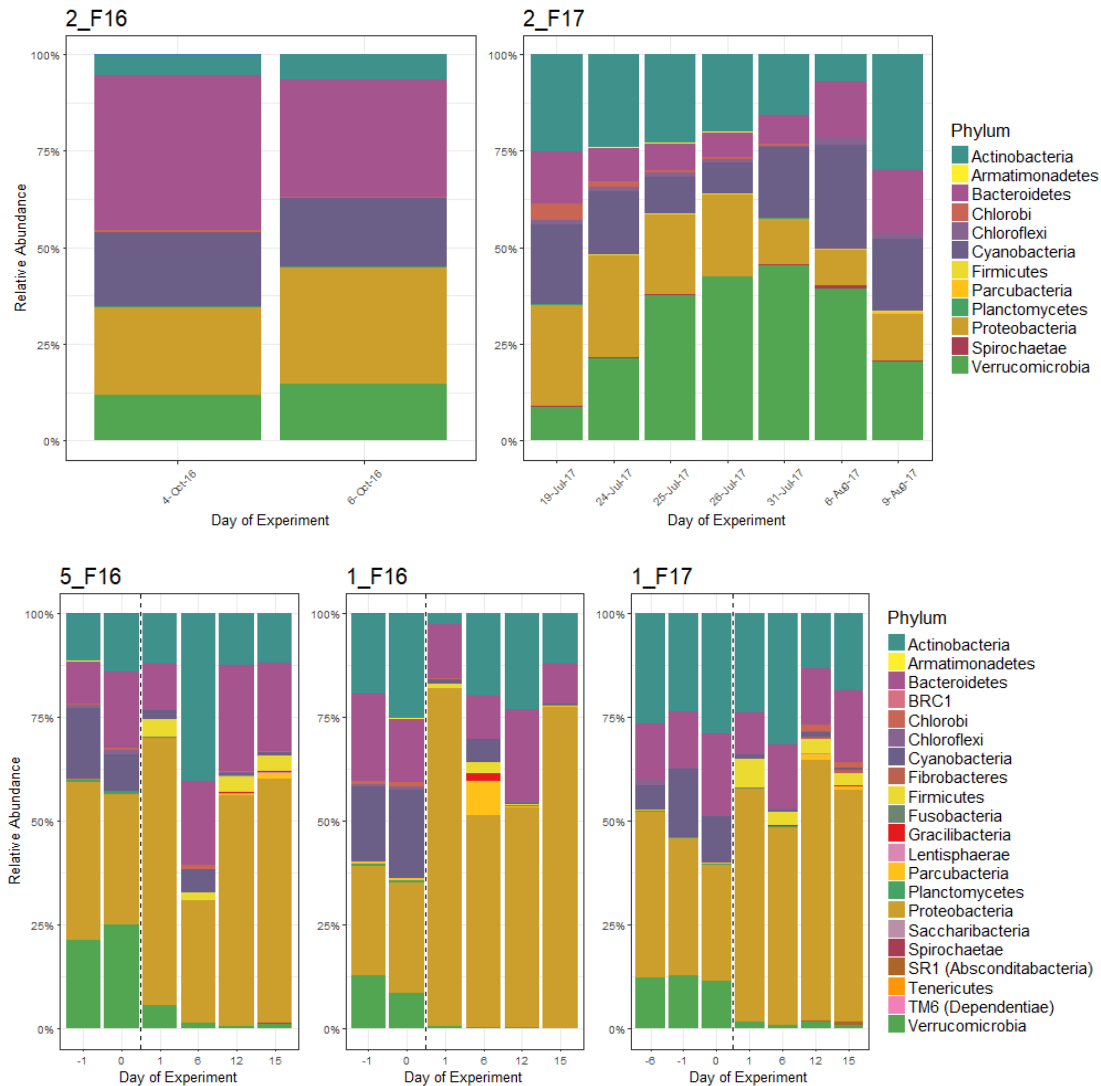 2_F16
2_F17
100%
75%
50%
25%
0%
Relative Abundance
4-Oct-16
6-Oct-16
Day of Experiment
100%
75%
50%
25%
0%
19-Jul-17
24-Jul-17
25-Jul-17
26-Jul-17
31-Jul-17
6-Aug-17
9-Aug-17
Day of Experiment
Phylum
Actinobacteria
Armatimonadetes
Bacteroidetes
Chlorobi
Chloroflexi
Cyanobacteria
Firmicutes
Parcubacteria
Planctomycetes
Proteobacteria
Spirochaetae
Verrucomicrobia
5_F16
1_F16
1_F17
100%
75%
50%
25%
0%
Relative Abundance
-1 0 1 6 12 15
Day of Experiment
100%
75%
50%
25%
0%
-1 0 1 6 12 15
Day of Experiment
100%
75%
50%
25%
0%
-6 -1 0 1 6 12 15
Day of Experiment
Phylum
Actinobacteria
Armatimonadetes
Bacteroidetes
BRC1
Chlorobi
Chloroflexi
Cyanobacteria
Fibrobacteres
Firmicutes
Fusobacteria
Gracilibacteria
Lentisphaerae
Parcubacteria
Planctomycetes
Proteobacteria
Saccharibacteria
Spirochaetae
SR1 (Absconditabacteria)
Tenericutes
TM6 (Dependentiae)
Verrucomicrobia